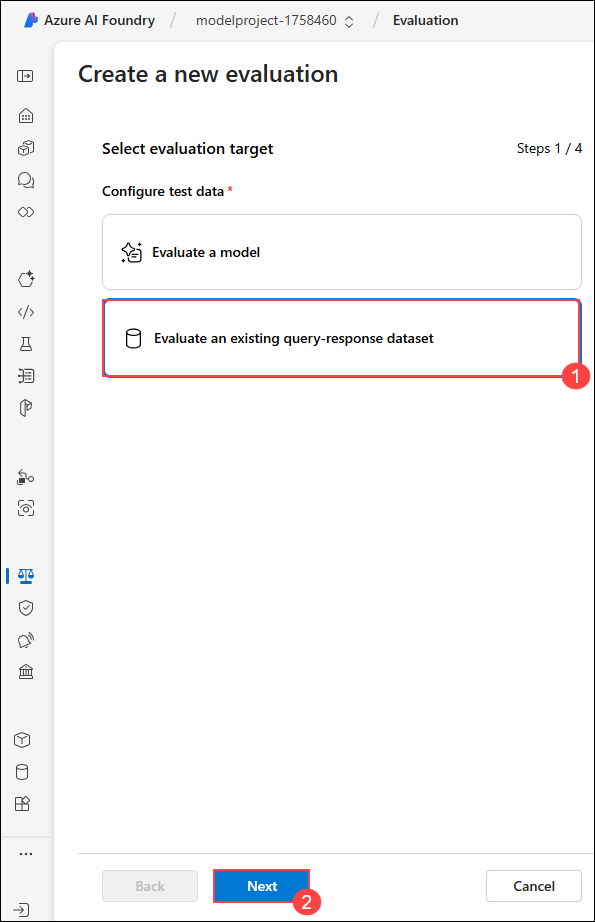 Azure AI Foundry / modelproject-1758460 / Evaluation
Create a new evaluation
Select evaluation target Steps 1 / 4
Configure test data *
Evaluate a model
Evaluate an existing query-response dataset
1
Back Next Cancel
2